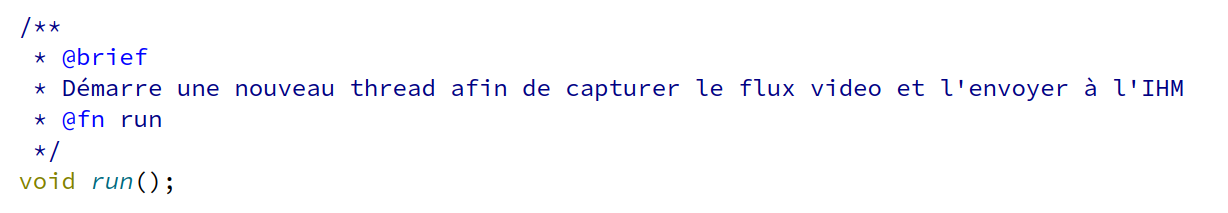 /**
 * @brief
 * Démarre une nouveau thread afin de capturer le flux video et l'envoyer à l'IHM
 * @fn run
 */
void run();